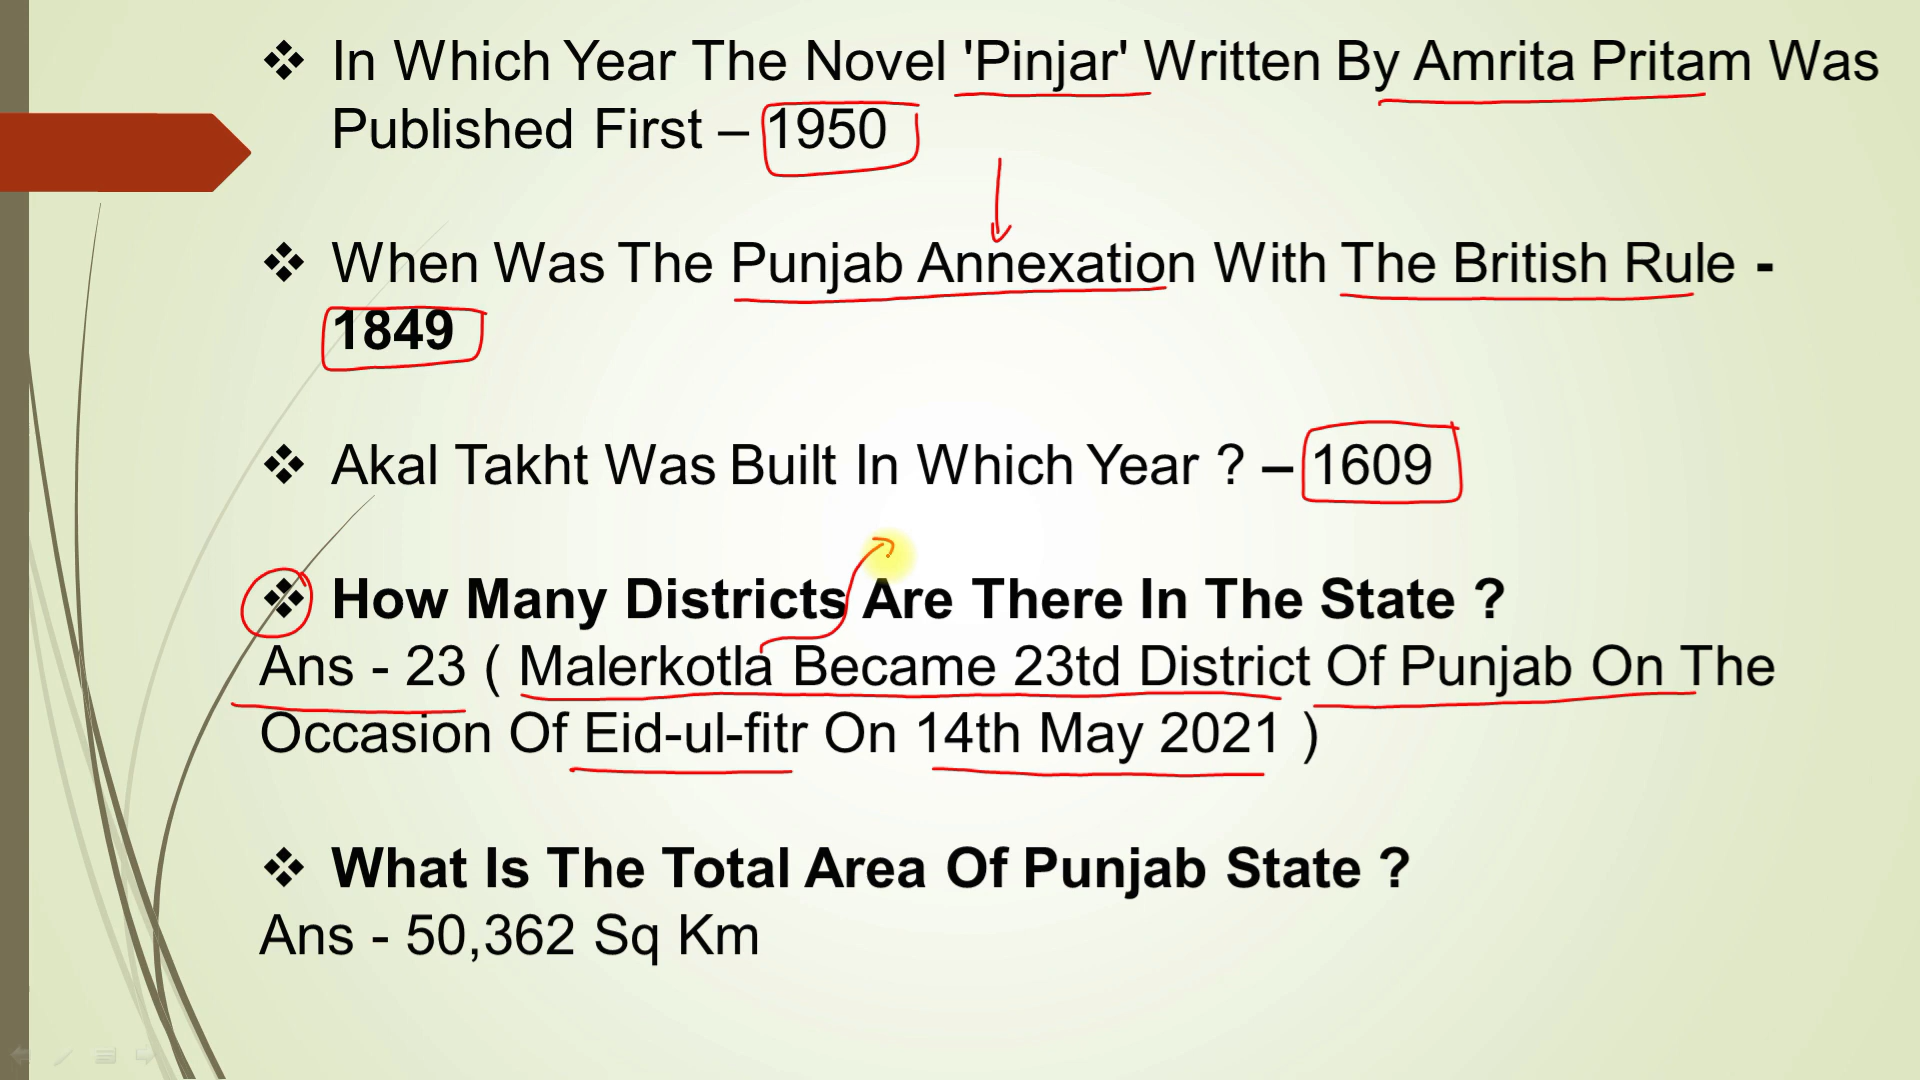 ❖ In Which Year The Novel 'Pinjar' Written By Amrita Pritam Was
Published First – 1950
❖ When Was The Punjab Annexation With The British Rule -
1849
❖ Akal Takht Was Built In Which Year ? – 1609
❖ How Many Districts Are There In The State ?
Ans - 23 ( Malerkotla Became 23td District Of Punjab On The
Occasion Of Eid-ul-fitr On 14th May 2021 )
❖ What Is The Total Area Of Punjab State ?
Ans - 50,362 Sq Km